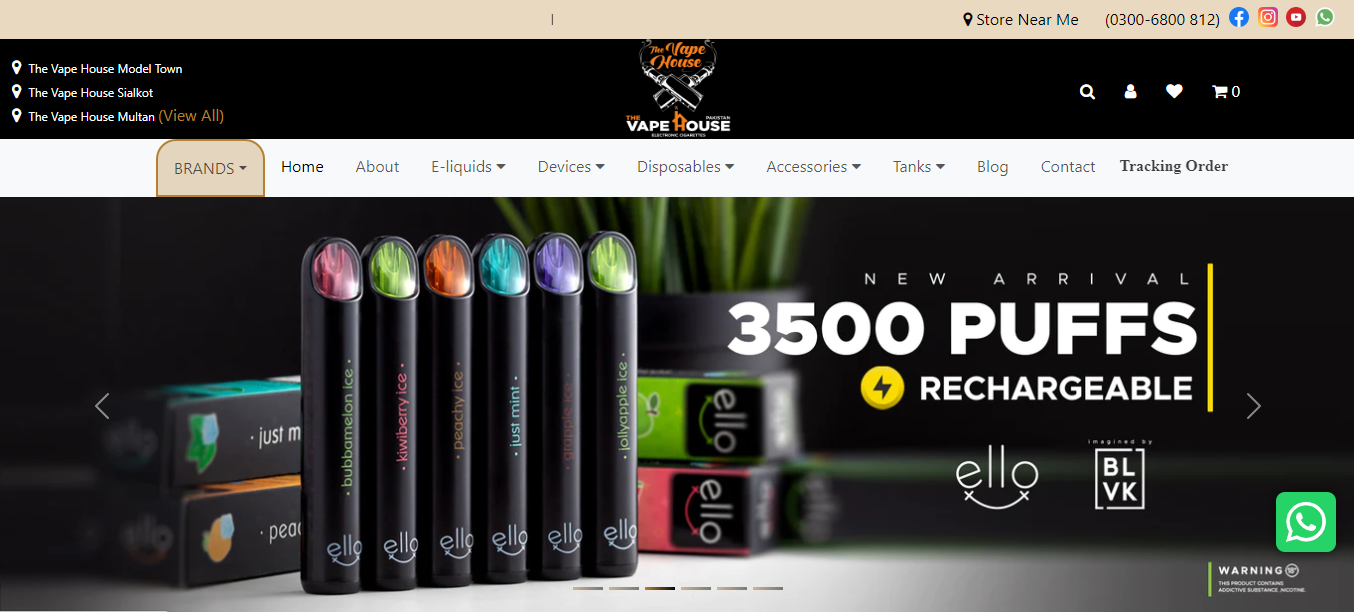 Store Near Me (0300-6800 812)
The Vape House Model Town
The Vape House Sialkot
The Vape House Multan (View All)
The Vape
House
THE
PAKISTAN
VAPE HOUSE
ELECTRONIC CIGARETTES
0
BRANDS Home About E-liquids Devices Disposables Accessories Tanks Blog Contact Tracking Order
NEW ARRIVAL
3500 PUFFS
RECHARGEABLE
ello
imagined by
BL
VK
· bubbamelon ice ·
· kiwiberry ice ·
· peachy ice ·
· just mint ·
· grapple ice ·
· jollyapple ice ·
ello
ello
ello
ello
ello
ello
· just m
· peac
ello
ello
WARNING
THIS PRODUCT CONTAINS
ADDICTIVE SUBSTANCE ,NICOTINE.